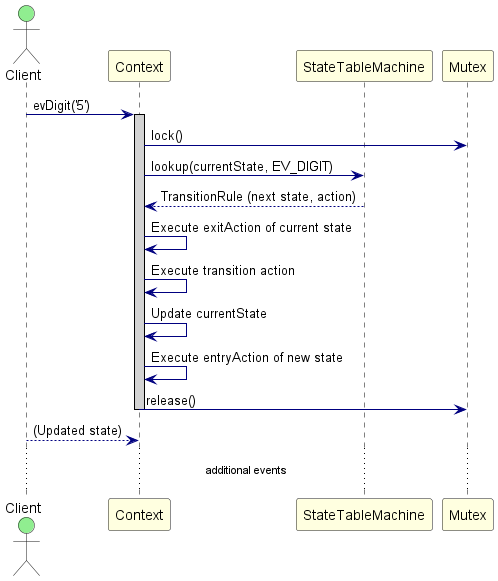 Client
Context
StateTableMachine
Mutex
evDigit('5')
lock()
lookup(currentState, EV_DIGIT)
TransitionRule (next state, action)
Execute exitAction of current state
Execute transition action
Update currentState
Execute entryAction of new state
release()
(Updated state)
additional events
Client
Context
StateTableMachine
Mutex